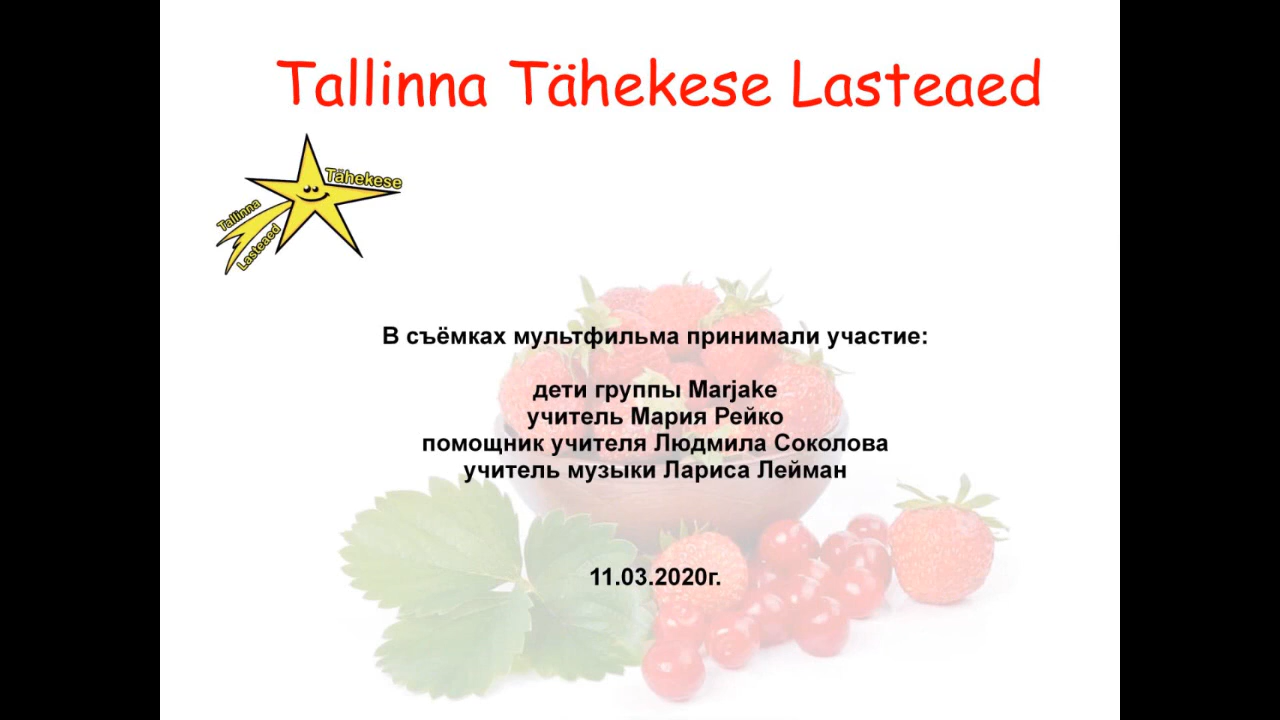 Tallinna Tähekese Lasteaed
Tähekese
Tallinna
Lasteaed
В съёмках мультфильма принимали участие:
дети группы Marjake
учитель Мария Рейко
помощник учителя Людмила Соколова
учитель музыки Лариса Лейман
11.03.2020г.